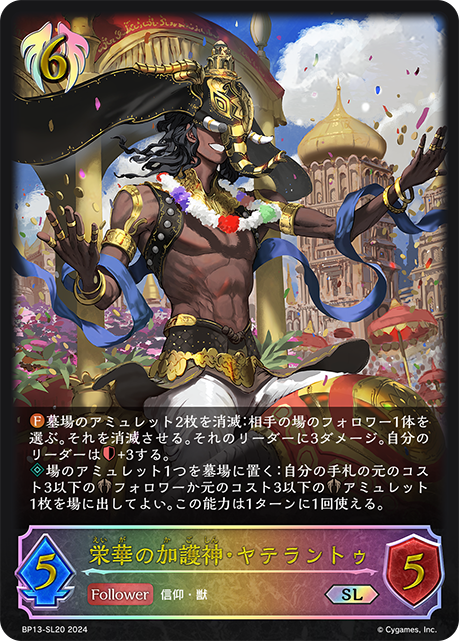 6
Ⓕ墓場のアミュレット2枚を消滅：相手の場のフォロワー1体を
選ぶ。それを消滅させる。それのリーダーに3ダメージ。自分の
リーダーは+3する。
場のアミュレット1つを墓場に置く：自分の手札の元のコス
ト3以下のフォロワーか元のコスト3以下のアミュレット
1枚を場に出してよい。この能力は1ターンに1回使える。
えいが かごしん
栄華の加護神・ヤテラントゥ
5
5
Follower 信仰・獣 SL
BP13-SL20 2024
© Cygames, Inc.